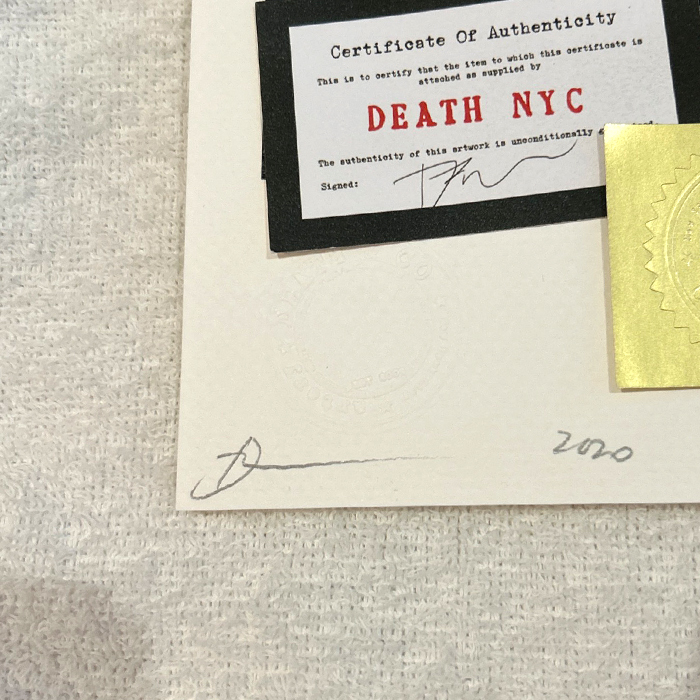 Certificate Of Authenticity
This is to certify that the item to which this certificate is
attached as supplied by
DEATH NYC
The authenticity of this artwork is unconditionally
Signed:
2020